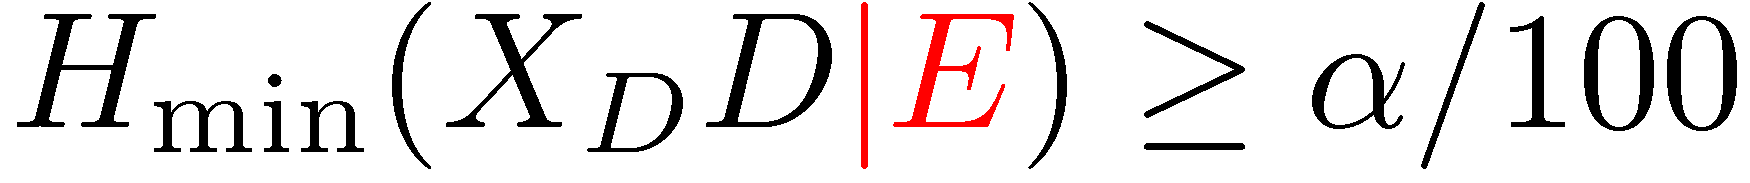 H_min(X_D D|E) ≥ α/100